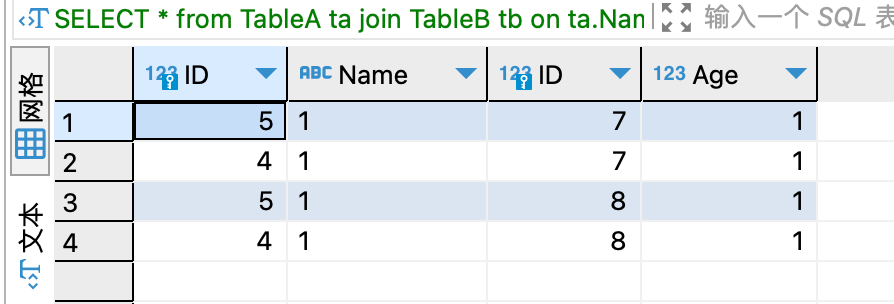 SELECT * from TableA ta join TableB tb on ta.Nam
输入一个 SQL 表
网格
文本
123 ID ABC Name 123 ID 123 Age
1 5 1 7 1
2 4 1 7 1
3 5 1 8 1
4 4 1 8 1